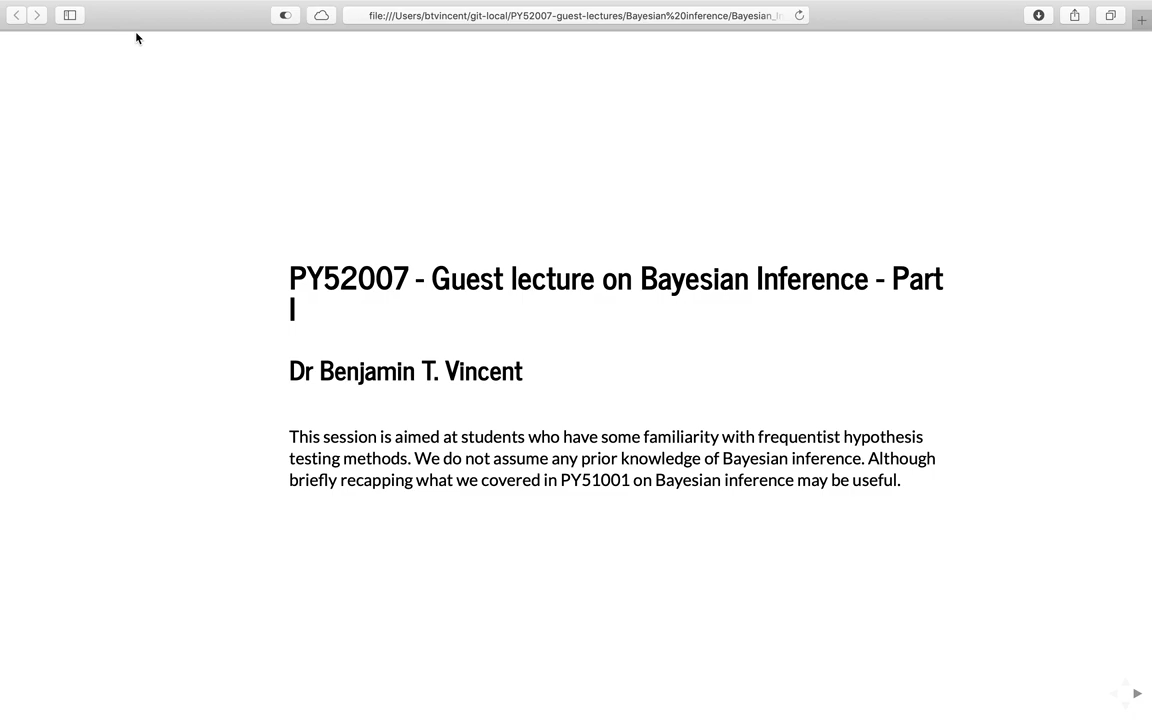 file:///Users/btvincent/git-local/PY52007-guest-lectures/Bayesian%20inference/Bayesian_
PY52007 - Guest lecture on Bayesian Inference - Part
I
Dr Benjamin T. Vincent
This session is aimed at students who have some familiarity with frequentist hypothesis
testing methods. We do not assume any prior knowledge of Bayesian inference. Although
briefly recapping what we covered in PY51001 on Bayesian inference may be useful.